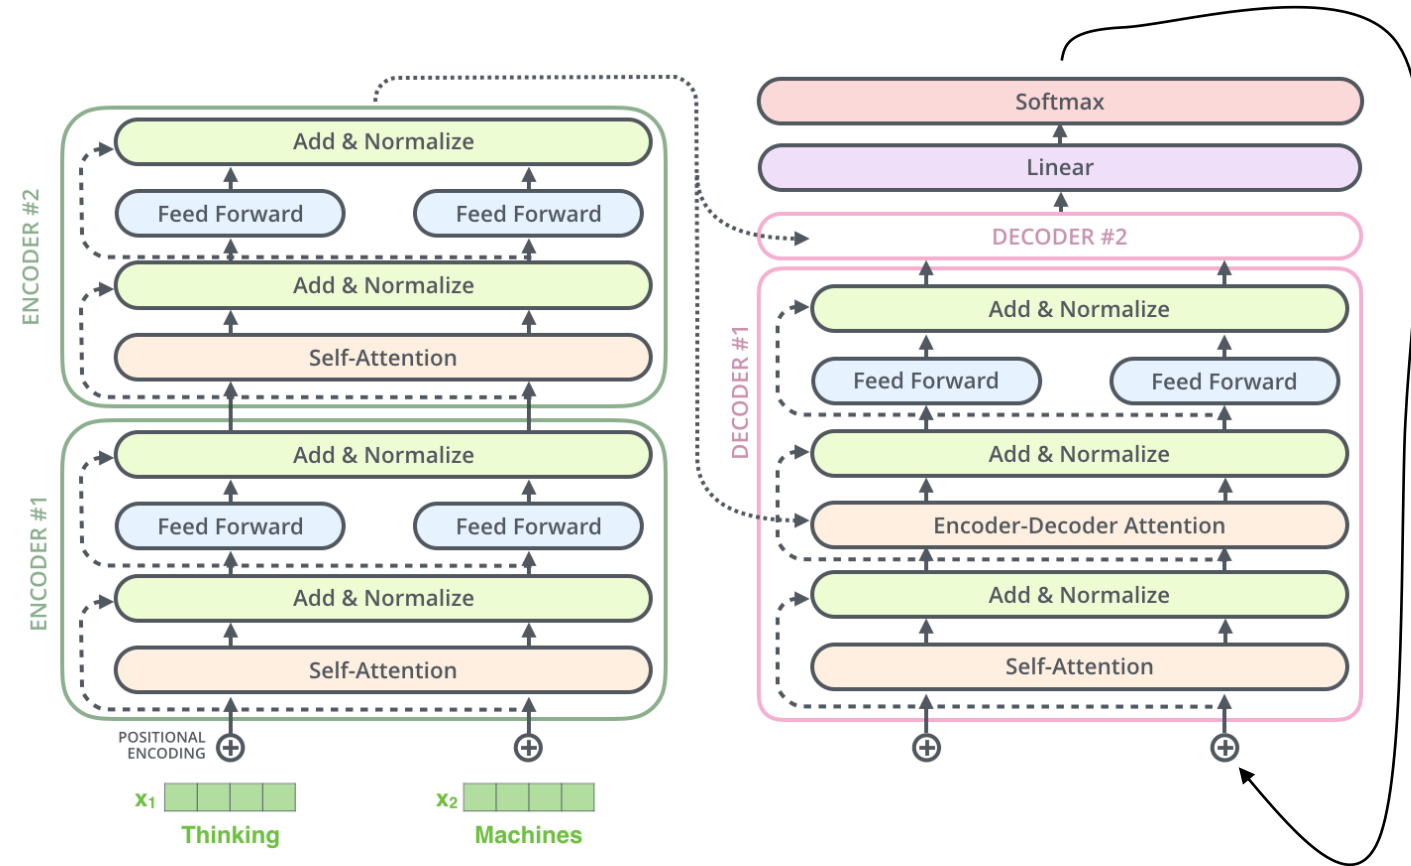 ENCODER #2
Add & Normalize
Feed Forward
Feed Forward
Add & Normalize
Self-Attention
ENCODER #1
Add & Normalize
Feed Forward
Feed Forward
Add & Normalize
Self-Attention
POSITIONAL
ENCODING
x₁
x₂
Thinking
Machines
Softmax
Linear
DECODER #2
DECODER #1
Add & Normalize
Feed Forward
Feed Forward
Add & Normalize
Encoder-Decoder Attention
Add & Normalize
Self-Attention